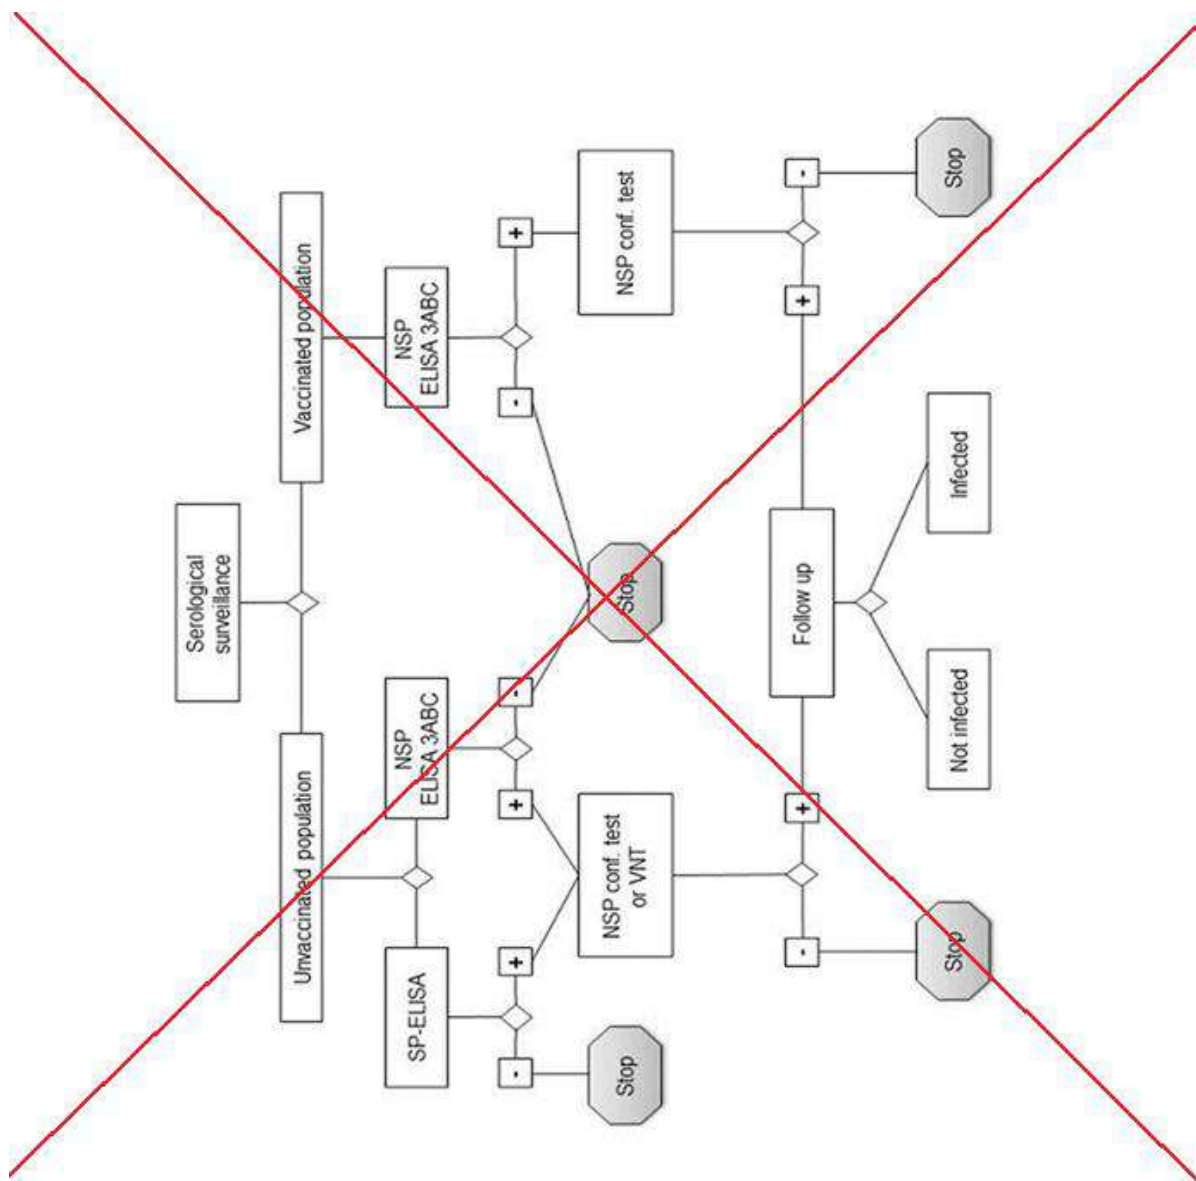 Serological
surveillance
Unvaccinated population
Vaccinated population
SP-ELISA
NSP
ELISA 3ABC
NSP
ELISA 3ABC
-
+
+
-
-
+
Stop
NSP conf. test
or VNT
Stop
NSP conf. test
-
+
+
-
Stop
Follow up
Stop
Not infected
Infected